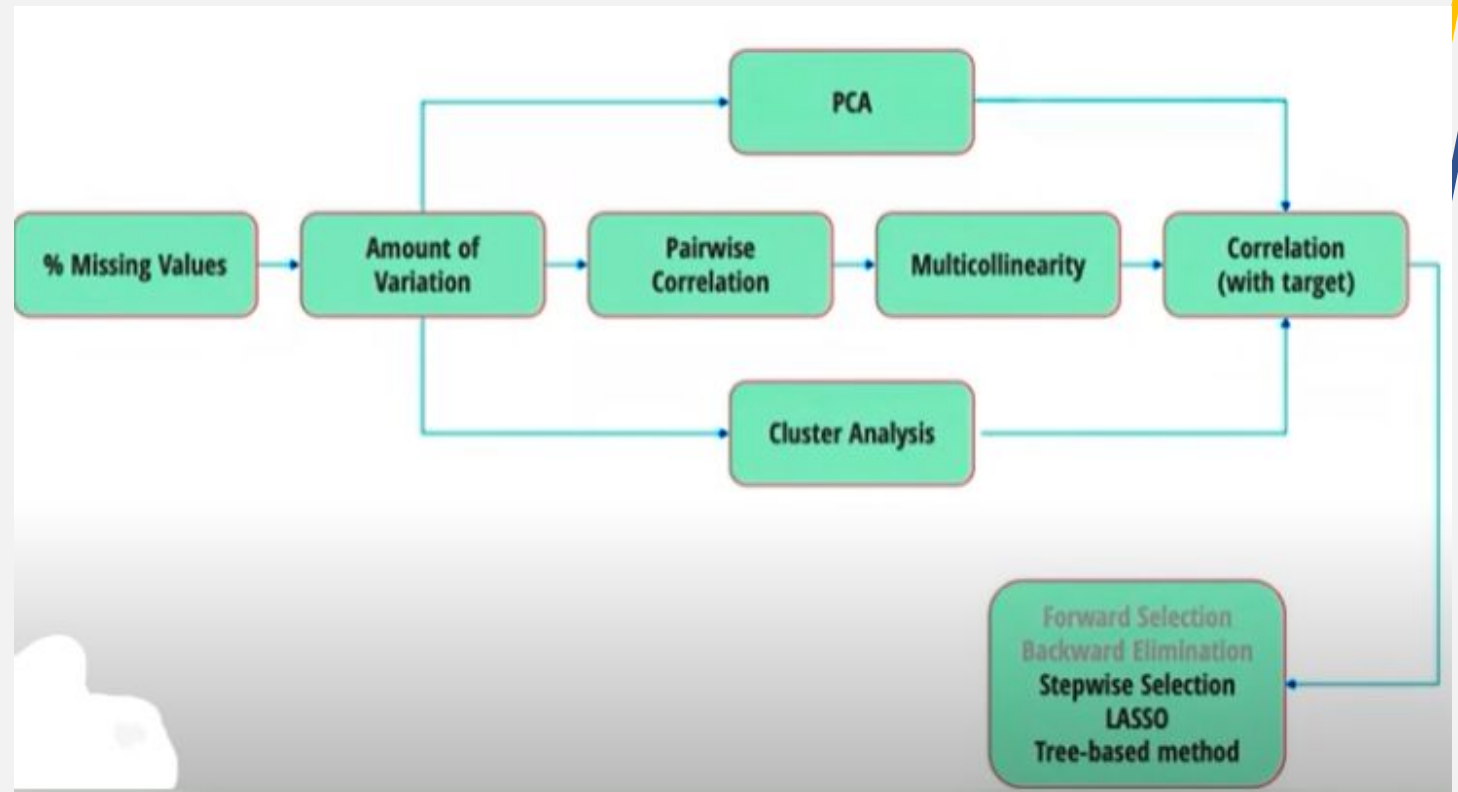 PCA
% Missing Values
Amount of
Variation
Pairwise
Correlation
Multicollinearity
Correlation
(with target)
Cluster Analysis
Forward Selection
Backward Elimination
Stepwise Selection
LASSO
Tree-based method